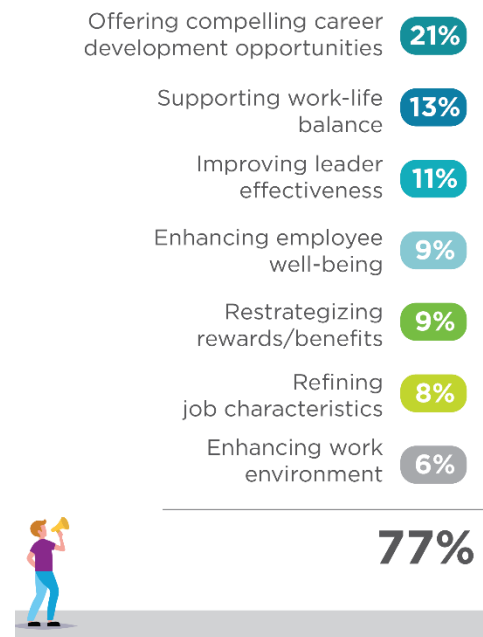 Offering compelling career
development opportunities
21%
Supporting work-life
balance
13%
Improving leader
effectiveness
11%
Enhancing employee
well-being
9%
Restrategizing
rewards/benefits
9%
Refining
job characteristics
8%
Enhancing work
environment
6%
77%